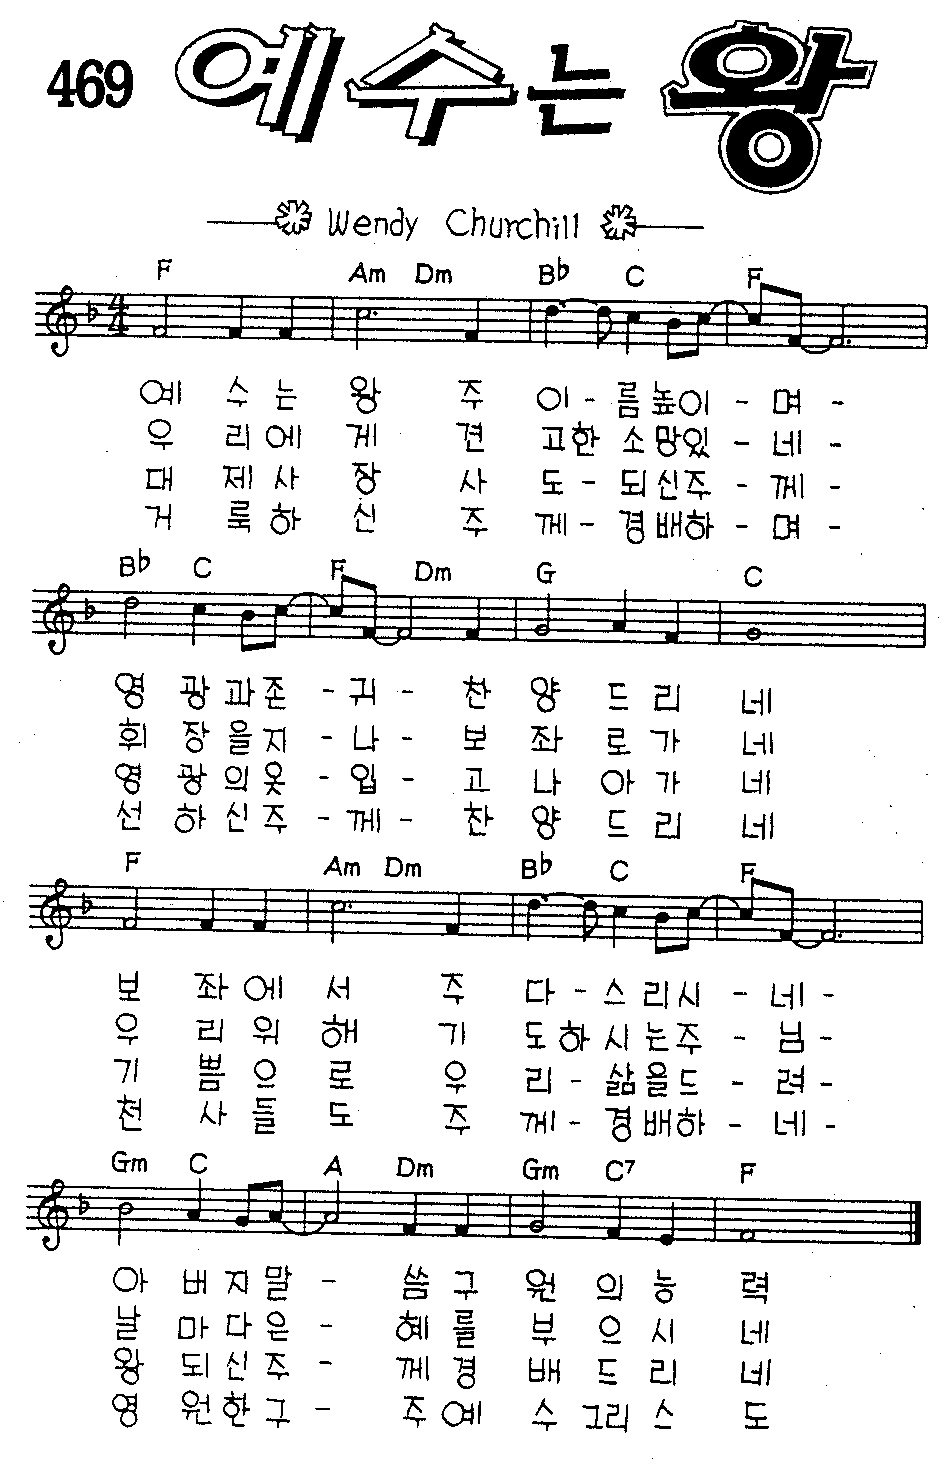 469 예수는왕
Wendy Churchill
F Am Dm B♭ C F
예 수 는 왕 주 이 - 름 높이 - 며 -
우 리 에 게 견 고한 소 망있 - 네 -
대 제 사 장 사 도 - 되 신주 - 께 -
거 룩 하 신 주 께 - 경 배하 - 며 -
B♭ C F Dm G C
영 광 과존 - 귀 - 찬 양 드 리 네
휘 장 을지 - 나 - 보 좌 로 가 네
영 광 의옷 - 입 - 고 나 아 가 네
선 하 신주 - 께 - 찬 양 드 리 네
F Am Dm B♭ C F
보 좌 에 서 주 다 - 스 리시 - 네 -
우 리 위 해 기 도하 시 는주 - 님 -
기 쁨 으 로 우 리 - 삶 을드 - 려 -
천 사 들 도 주 께 - 경 배하 - 네 -
Gm C A Dm Gm C7 F
아 버 지 말 - 씀 구 원 의 능 력
날 마 다 은 - 혜 를 부 으 시 네
왕 되 신 주 - 께 경 배 드 리 네
영 원 한 구 - 주 예 수 그리 스 도